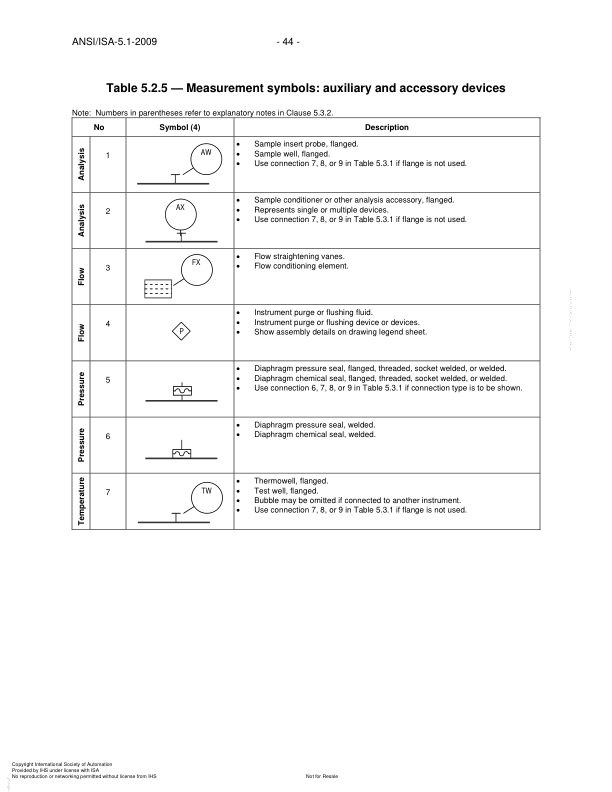 ANSI/ISA-5.1-2009
- 44 -
Table 5.2.5 — Measurement symbols: auxiliary and accessory devices
Note: Numbers in parentheses refer to explanatory notes in Clause 5.3.2.
No
Symbol (4)
Description
Analysis
1
AW
• Sample insert probe, flanged.
• Sample well, flanged.
• Use connection 7, 8, or 9 in Table 5.3.1 if flange is not used.
Analysis
2
AX
• Sample conditioner or other analysis accessory, flanged.
• Represents single or multiple devices.
• Use connection 7, 8, or 9 in Table 5.3.1 if flange is not used.
Flow
3
FX
• Flow straightening vanes.
• Flow conditioning element.
Flow
4
P
• Instrument purge or flushing fluid.
• Instrument purge or flushing device or devices.
• Show assembly details on drawing legend sheet.
Pressure
5
• Diaphragm pressure seal, flanged, threaded, socket welded, or welded.
• Diaphragm chemical seal, flanged, threaded, socket welded, or welded.
• Use connection 6, 7, 8, or 9 in Table 5.3.1 if connection type is to be shown.
Pressure
6
• Diaphragm pressure seal, welded.
• Diaphragm chemical seal, welded.
Temperature
7
TW
• Thermowell, flanged.
• Test well, flanged.
• Bubble may be omitted if connected to another instrument.
• Use connection 7, 8, or 9 in Table 5.3.1 if flange is not used.
Copyright International Society of Automation
Provided by IHS under license with ISA
No reproduction or networking permitted without license from IHS
Not for Resale